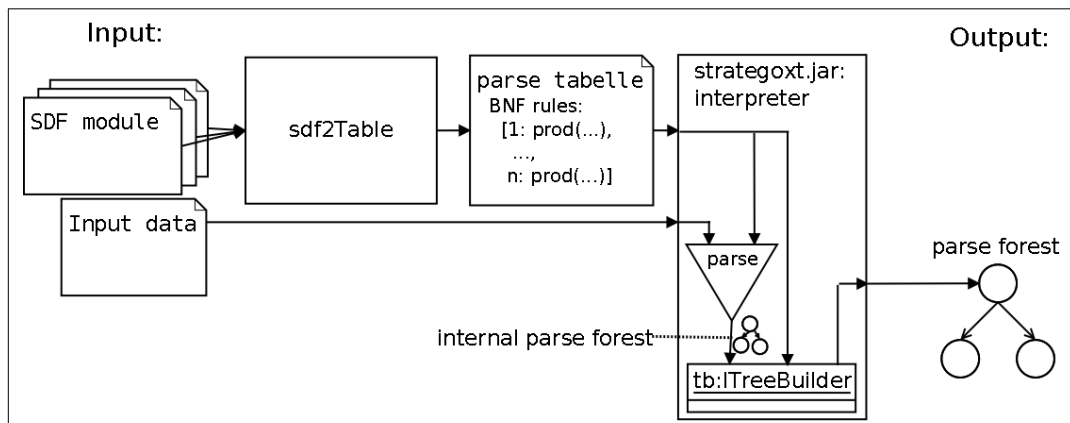 Input:
Output:
SDF module
sdf2Table
parse tabelle
BNF rules:
[1: prod(...),
...,
n: prod(...)]
strategoxt.jar:
interpreter
Input data
parse
parse forest
internal parse forest
tb:ITreeBuilder